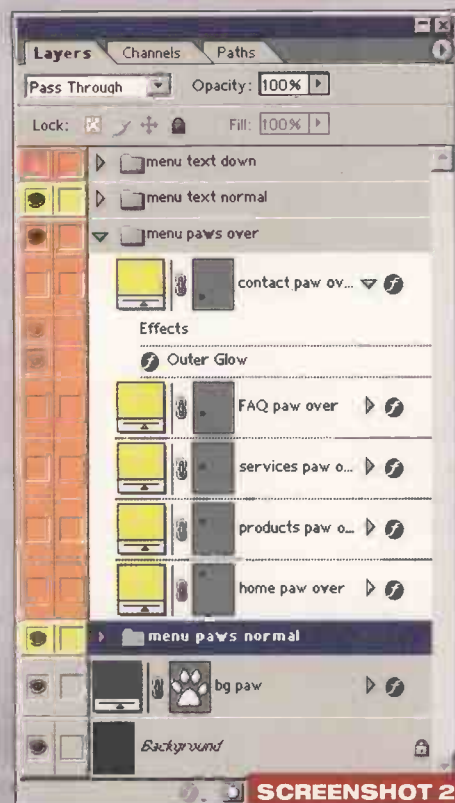 Layers Channels Paths
Pass Through Opacity: 100%
Lock: Fill: 100%
menu text down
menu text normal
menu paws over
contact paw ov...
Effects
Outer Glow
FAQ paw over
services paw o...
products paw o...
home paw over
menu paws normal
bg paw
Background
SCREENSHOT 2